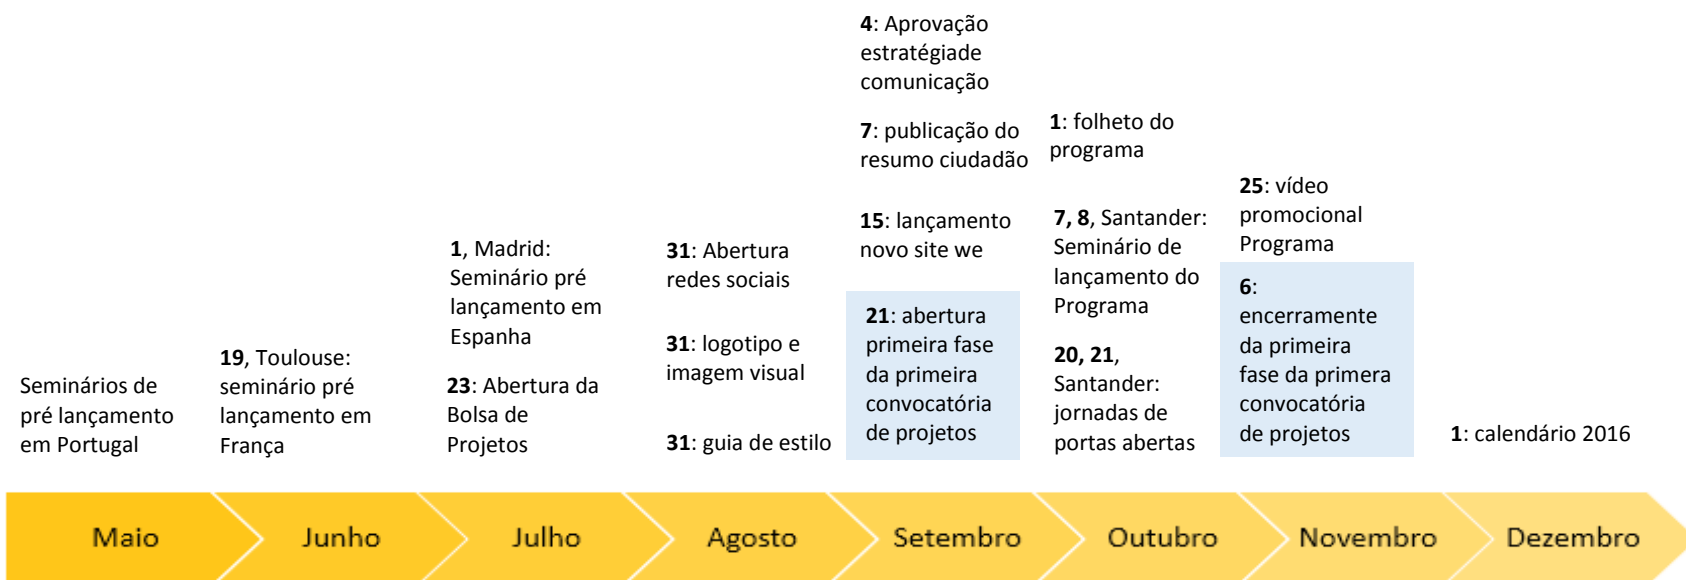 Seminários de
pré lançamento
em Portugal
19, Toulouse:
seminário pré
lançamento em
França
1, Madrid:
Seminário pré
lançamento em
Espanha
23: Abertura da
Bolsa de
Projetos
31: Abertura
redes sociais
31: logotipo e
imagem visual
31: guia de estilo
4: Aprovação
estratégiade
comunicação
7: publicação do
resumo ciudadão
15: lançamento
novo site we
21: abertura
primeira fase
da primeira
convocatória
de projetos
1: folheto do
programa
7, 8, Santander:
Seminário de
lançamento do
Programa
20, 21,
Santander:
jornadas de
portas abertas
25: vídeo
promocional
Programa
6:
encerramente
da primeira
fase da primera
convocatória
de projetos
1: calendário 2016
Maio
Junho
Julho
Agosto
Setembro
Outubro
Novembro
Dezembro